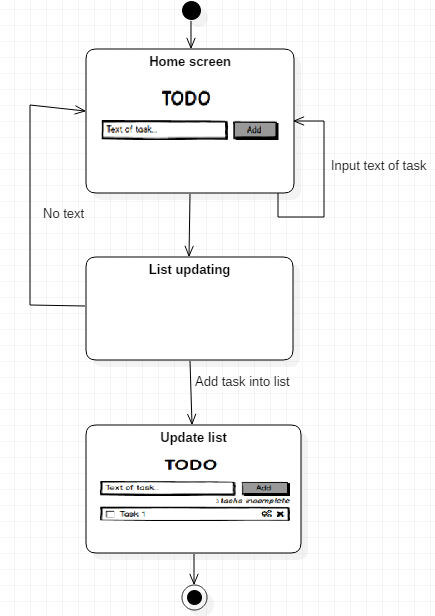 Home screen
TODO
Text of task...
Add
Input text of task
No text
List updating
Add task into list
Update list
TODO
Text of task..
Add
tasks incomplete
Task 1